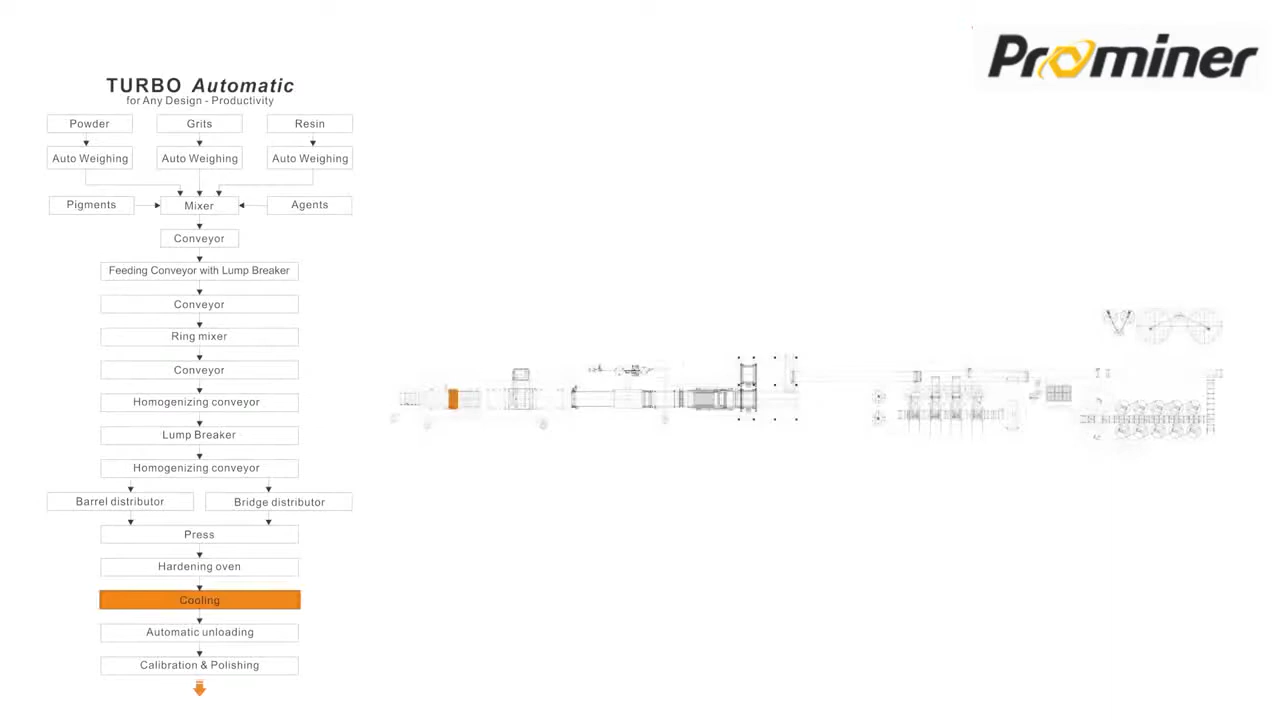 Prominer
TURBO Automatic
for Any Design - Productivity
Powder
Grits
Resin
Auto Weighing
Auto Weighing
Auto Weighing
Pigments
Mixer
Agents
Conveyor
Feeding Conveyor with Lump Breaker
Conveyor
Ring mixer
Conveyor
Homogenizing conveyor
Lump Breaker
Homogenizing conveyor
Barrel distributor
Bridge distributor
Press
Hardening oven
Cooling
Automatic unloading
Calibration & Polishing